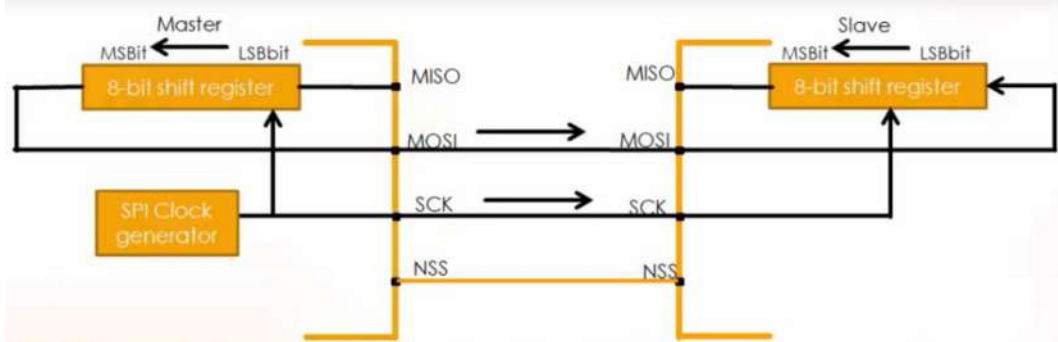 Master
MSBit
LSBbit
8-bit shift register
MISO
MOSI
SPI Clock
generator
SCK
NSS
Slave
MSBit
LSBbit
MISO
8-bit shift register
MOSI
SCK
NSS